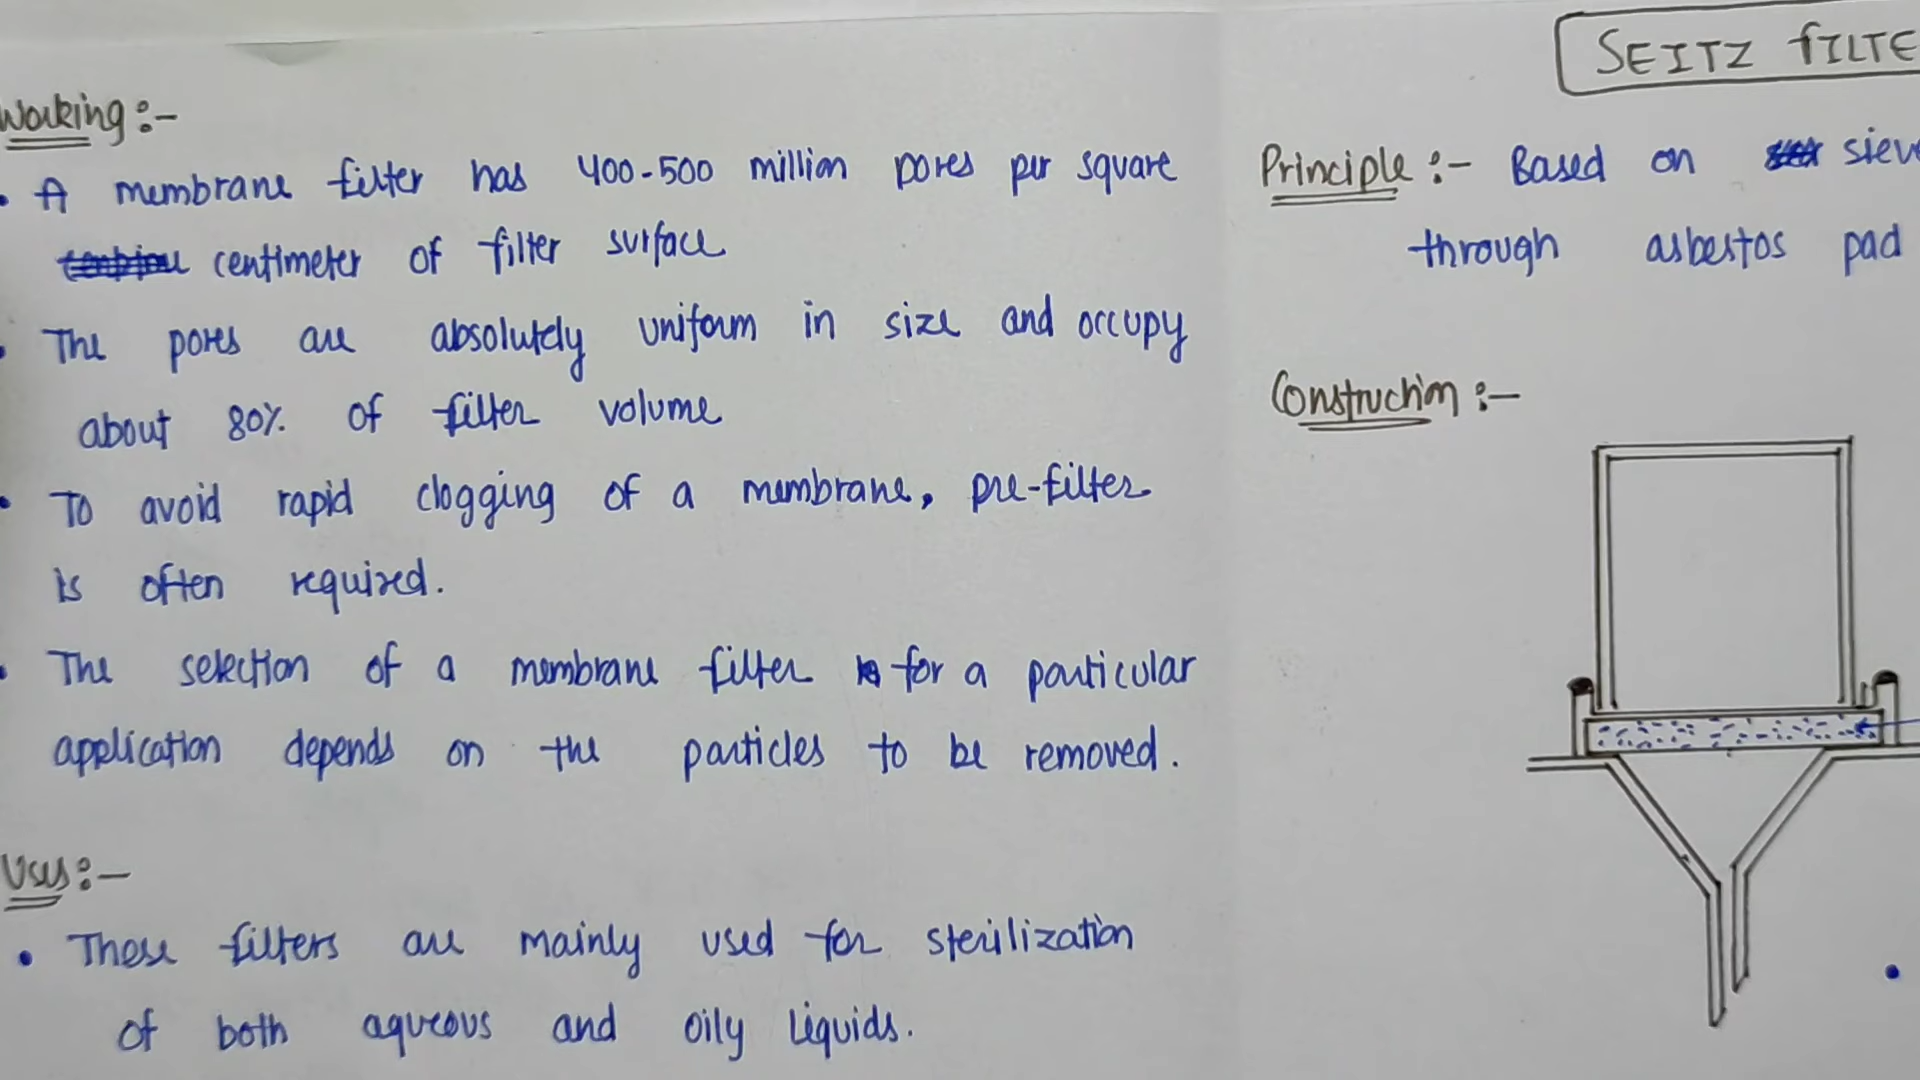 Working :-
• A membrane filter has 400-500 million pores per square
centimeter of filter surface
• The pores are absolutely uniform in size and occupy
about 80% of filter volume
• To avoid rapid clogging of a membrane, pre-filter
is often required.
• The selection of a membrane filter for a particular
application depends on the particles to be removed.
Uses :-
• These filters are mainly used for sterilization
of both aqueous and oily liquids.
SEITZ FILTE
Principle :- Based on siev
through asbestos pad
Construction :-
•